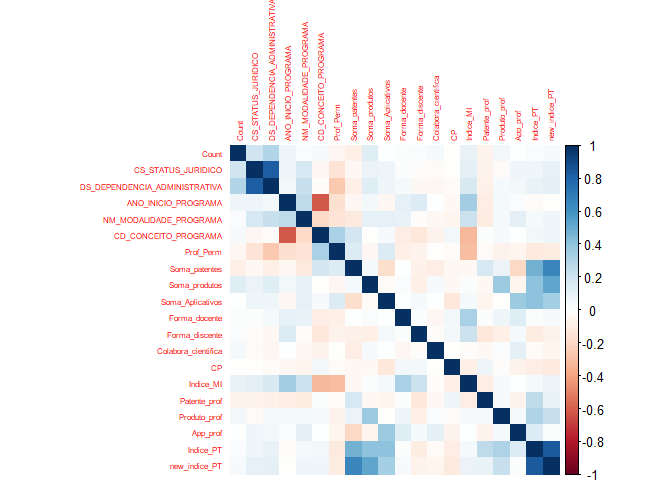 Count
CS_STATUS_JURIDICO
DS_DEPENDENCIA_ADMINISTRATIVA
ANO_INICIO_PROGRAMA
NM_MODALIDADE_PROGRAMA
CD_CONCEITO_PROGRAMA
Prof_Perm
Soma_patentes
Soma_produtos
Soma_Aplicativos
Forma_docente
Forma_discente
Colabora_cientifica
CP
Indice_MI
Patente_prof
Produto_prof
App_prof
Indice_PT
new_indice_PT
Count
CS_STATUS_JURIDICO
DS_DEPENDENCIA_ADMINISTRATIVA
ANO_INICIO_PROGRAMA
NM_MODALIDADE_PROGRAMA
CD_CONCEITO_PROGRAMA
Prof_Perm
Soma_patentes
Soma_produtos
Soma_Aplicativos
Forma_docente
Forma_discente
Colabora_cientifica
CP
Indice_MI
Patente_prof
Produto_prof
App_prof
Indice_PT
new_indice_PT
1
0.8
0.6
0.4
0.2
0
-0.2
-0.4
-0.6
-0.8
-1